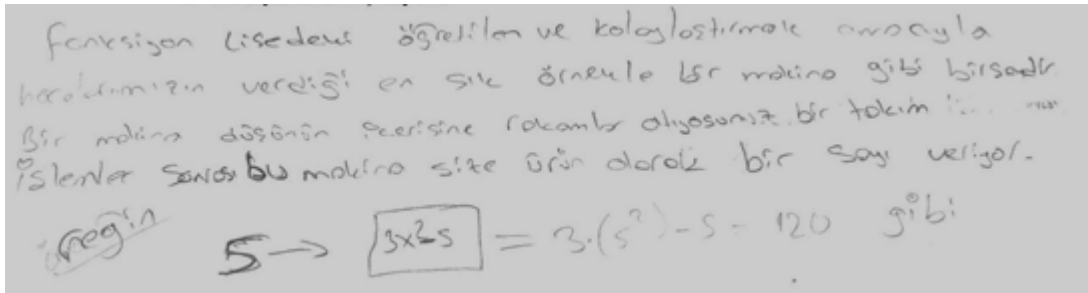 fonksiyon lisedeki öğretilen ve kolaylaştırmak amacıyla
hocalarımızın verdiği en sık örnekle bir makina gibi birşeydir
Bir makina düşünün içerisine rakamlar atıyosunuz bir takım
işlemler sonrası bu makina size ürün olarak bir sayı veriyor.
örneğin 5 → 3x²-5 = 3.(5²)-5 = 120 gibi